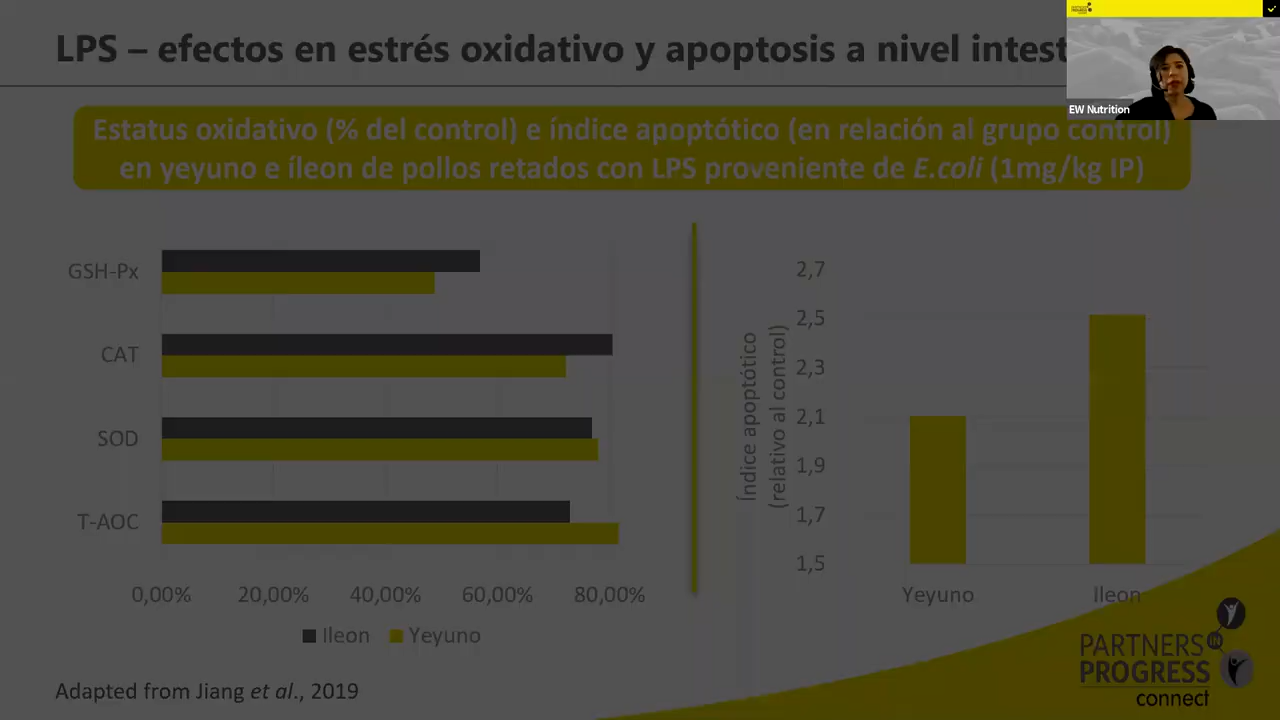 LPS – efectos en estrés oxidativo y apoptosis a nivel intest
EW Nutrition
Estatus oxidativo (% del control) e índice apoptótico (en relación al grupo control)
en yeyuno e íleon de pollos retados con LPS proveniente de E.coli (1mg/kg IP)
GSH-Px
CAT
SOD
T-AOC
0,00% 20,00% 40,00% 60,00% 80,00%
Ileon Yeyuno
Índice apoptótico
(relativo al control)
2,7
2,5
2,3
2,1
1,9
1,7
1,5
Yeyuno Ileon
Adapted from Jiang et al., 2019
PARTNERS
IN
PROGRESS
connect